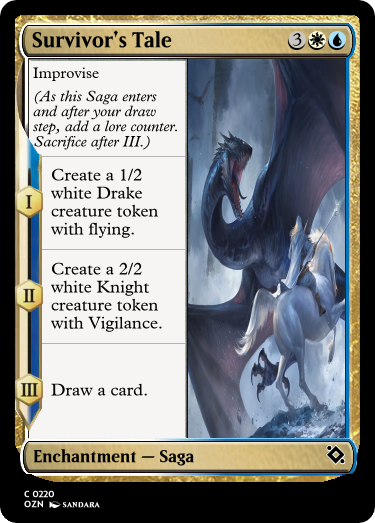 Survivor's Tale 3
Improvise
(As this Saga enters
and after your draw
step, add a lore counter.
Sacrifice after III.)
I
Create a 1/2
white Drake
creature token
with flying.
II
Create a 2/2
white Knight
creature token
with Vigilance.
III
Draw a card.
Enchantment — Saga
C 0220
OZN SANDARA